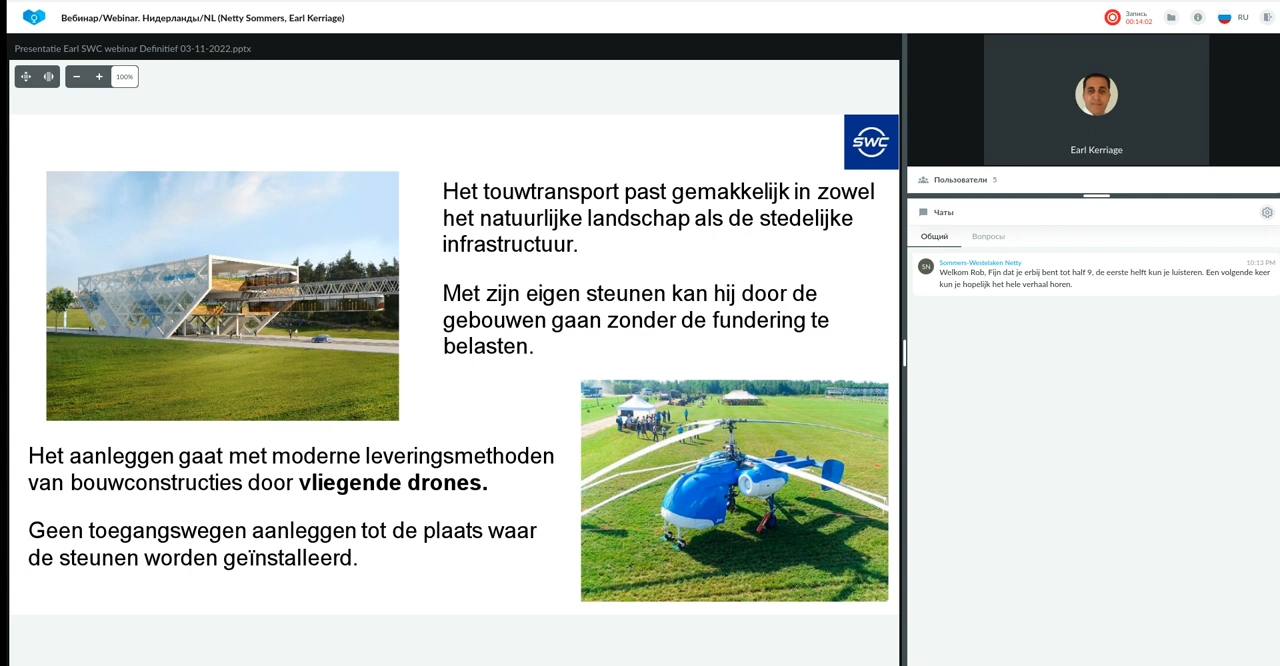 Вебинар/Webinar. Нидерланды/NL (Netty Sommers, Earl Kerriage)
Запись
00:14:02
RU
Presentatie Earl SWC webinar Definitief 03-11-2022.pptx
100%
SWC
Het touwtransport past gemakkelijk in zowel
het natuurlijke landschap als de stedelijke
infrastructuur.
Met zijn eigen steunen kan hij door de
gebouwen gaan zonder de fundering te
belasten.
Het aanleggen gaat met moderne leveringsmethoden
van bouwconstructies door vliegende drones.
Geen toegangswegen aanleggen tot de plaats waar
de steunen worden geïnstalleerd.
Earl Kerriage
Пользователи 5
Чаты
Общий Вопросы
SN
Sommers-Westelaken Netty 10:13 PM
Welkom Rob, Fijn dat je erbij bent tot half 9, de eerste helft kun je luisteren. Een volgende keer
kun je hopelijk het hele verhaal horen.